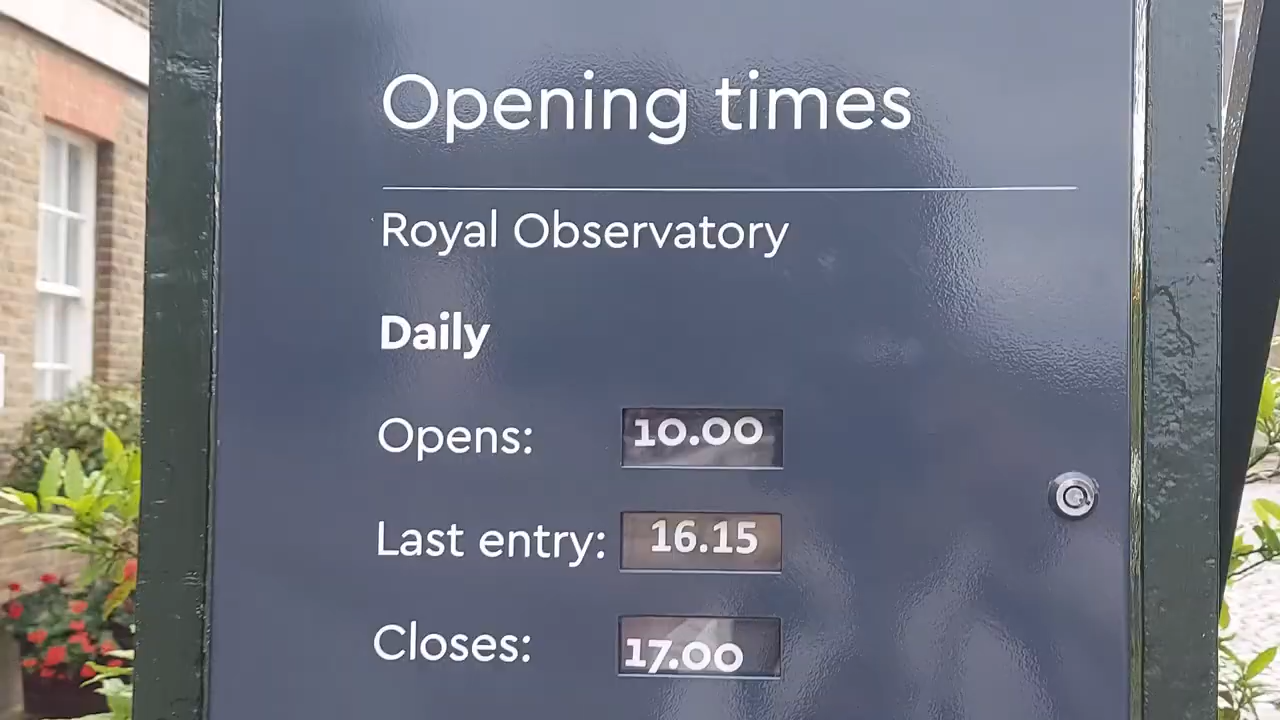 Opening times
Royal Observatory
Daily
Opens: 10.00
Last entry: 16.15
Closes: 17.00